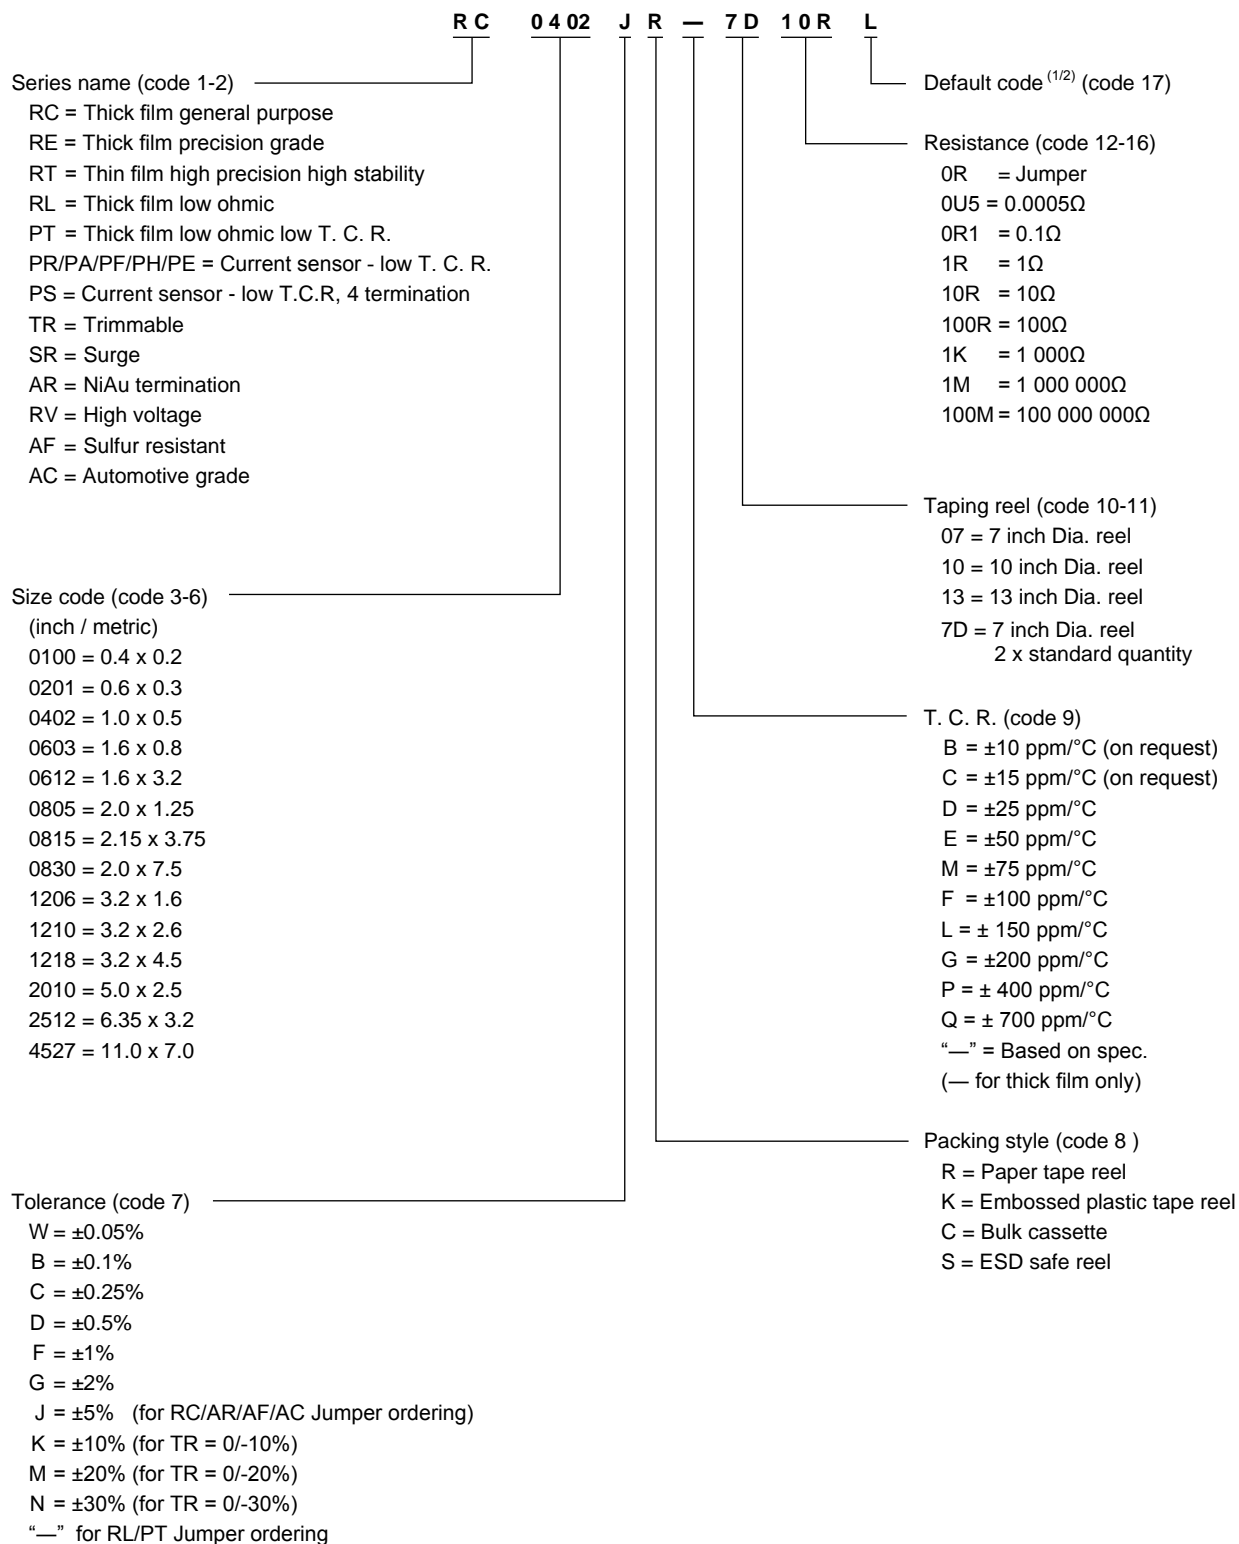 RC 0402 J R — 7D 10R L
Series name (code 1-2)
RC = Thick film general purpose
RE = Thick film precision grade
RT = Thin film high precision high stability
RL = Thick film low ohmic
PT = Thick film low ohmic low T. C. R.
PR/PA/PF/PH/PE = Current sensor - low T. C. R.
PS = Current sensor - low T.C.R, 4 termination
TR = Trimmable
SR = Surge
AR = NiAu termination
RV = High voltage
AF = Sulfur resistant
AC = Automotive grade
Size code (code 3-6)
(inch / metric)
0100 = 0.4 x 0.2
0201 = 0.6 x 0.3
0402 = 1.0 x 0.5
0603 = 1.6 x 0.8
0612 = 1.6 x 3.2
0805 = 2.0 x 1.25
0815 = 2.15 x 3.75
0830 = 2.0 x 7.5
1206 = 3.2 x 1.6
1210 = 3.2 x 2.6
1218 = 3.2 x 4.5
2010 = 5.0 x 2.5
2512 = 6.35 x 3.2
4527 = 11.0 x 7.0
Tolerance (code 7)
W = ±0.05%
B = ±0.1%
C = ±0.25%
D = ±0.5%
F = ±1%
G = ±2%
J = ±5% (for RC/AR/AF/AC Jumper ordering)
K = ±10% (for TR = 0/-10%)
M = ±20% (for TR = 0/-20%)
N = ±30% (for TR = 0/-30%)
“—” for RL/PT Jumper ordering
Default code (1/2) (code 17)
Resistance (code 12-16)
0R = Jumper
0U5 = 0.0005Ω
0R1 = 0.1Ω
1R = 1Ω
10R = 10Ω
100R = 100Ω
1K = 1 000Ω
1M = 1 000 000Ω
100M = 100 000 000Ω
Taping reel (code 10-11)
07 = 7 inch Dia. reel
10 = 10 inch Dia. reel
13 = 13 inch Dia. reel
7D = 7 inch Dia. reel
2 x standard quantity
T. C. R. (code 9)
B = ±10 ppm/°C (on request)
C = ±15 ppm/°C (on request)
D = ±25 ppm/°C
E = ±50 ppm/°C
M = ±75 ppm/°C
F = ±100 ppm/°C
L = ± 150 ppm/°C
G = ±200 ppm/°C
P = ± 400 ppm/°C
Q = ± 700 ppm/°C
“—” = Based on spec.
(— for thick film only)
Packing style (code 8 )
R = Paper tape reel
K = Embossed plastic tape reel
C = Bulk cassette
S = ESD safe reel